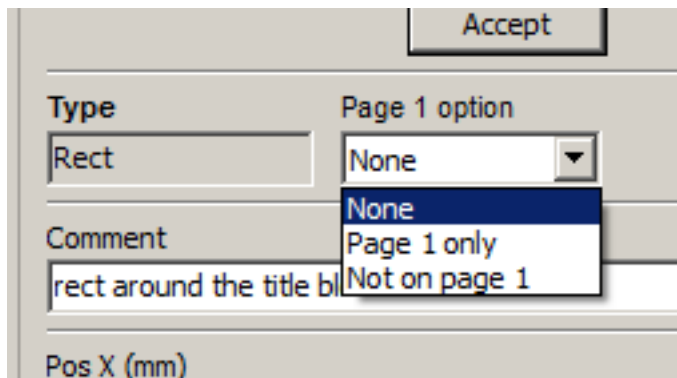 Accept
Type
Page 1 option
Rect
None
None
Page 1 only
Not on page 1
Comment
rect around the title
Pos X (mm)